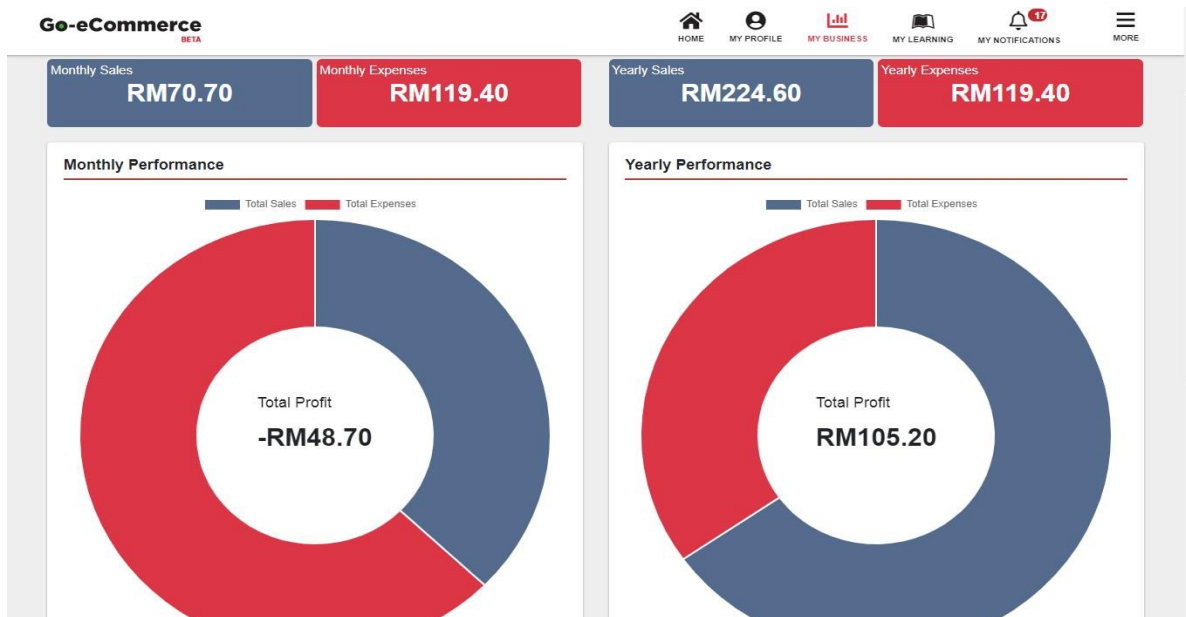 Go-eCommerce
BETA
HOME
MY PROFILE
MY BUSINESS
MY LEARNING
17
MY NOTIFICATIONS
MORE
Monthly Sales
RM70.70
Monthly Expenses
RM119.40
Yearly Sales
RM224.60
Yearly Expenses
RM119.40
Monthly Performance
Total Sales
Total Expenses
Total Profit
-RM48.70
Yearly Performance
Total Sales
Total Expenses
Total Profit
RM105.20